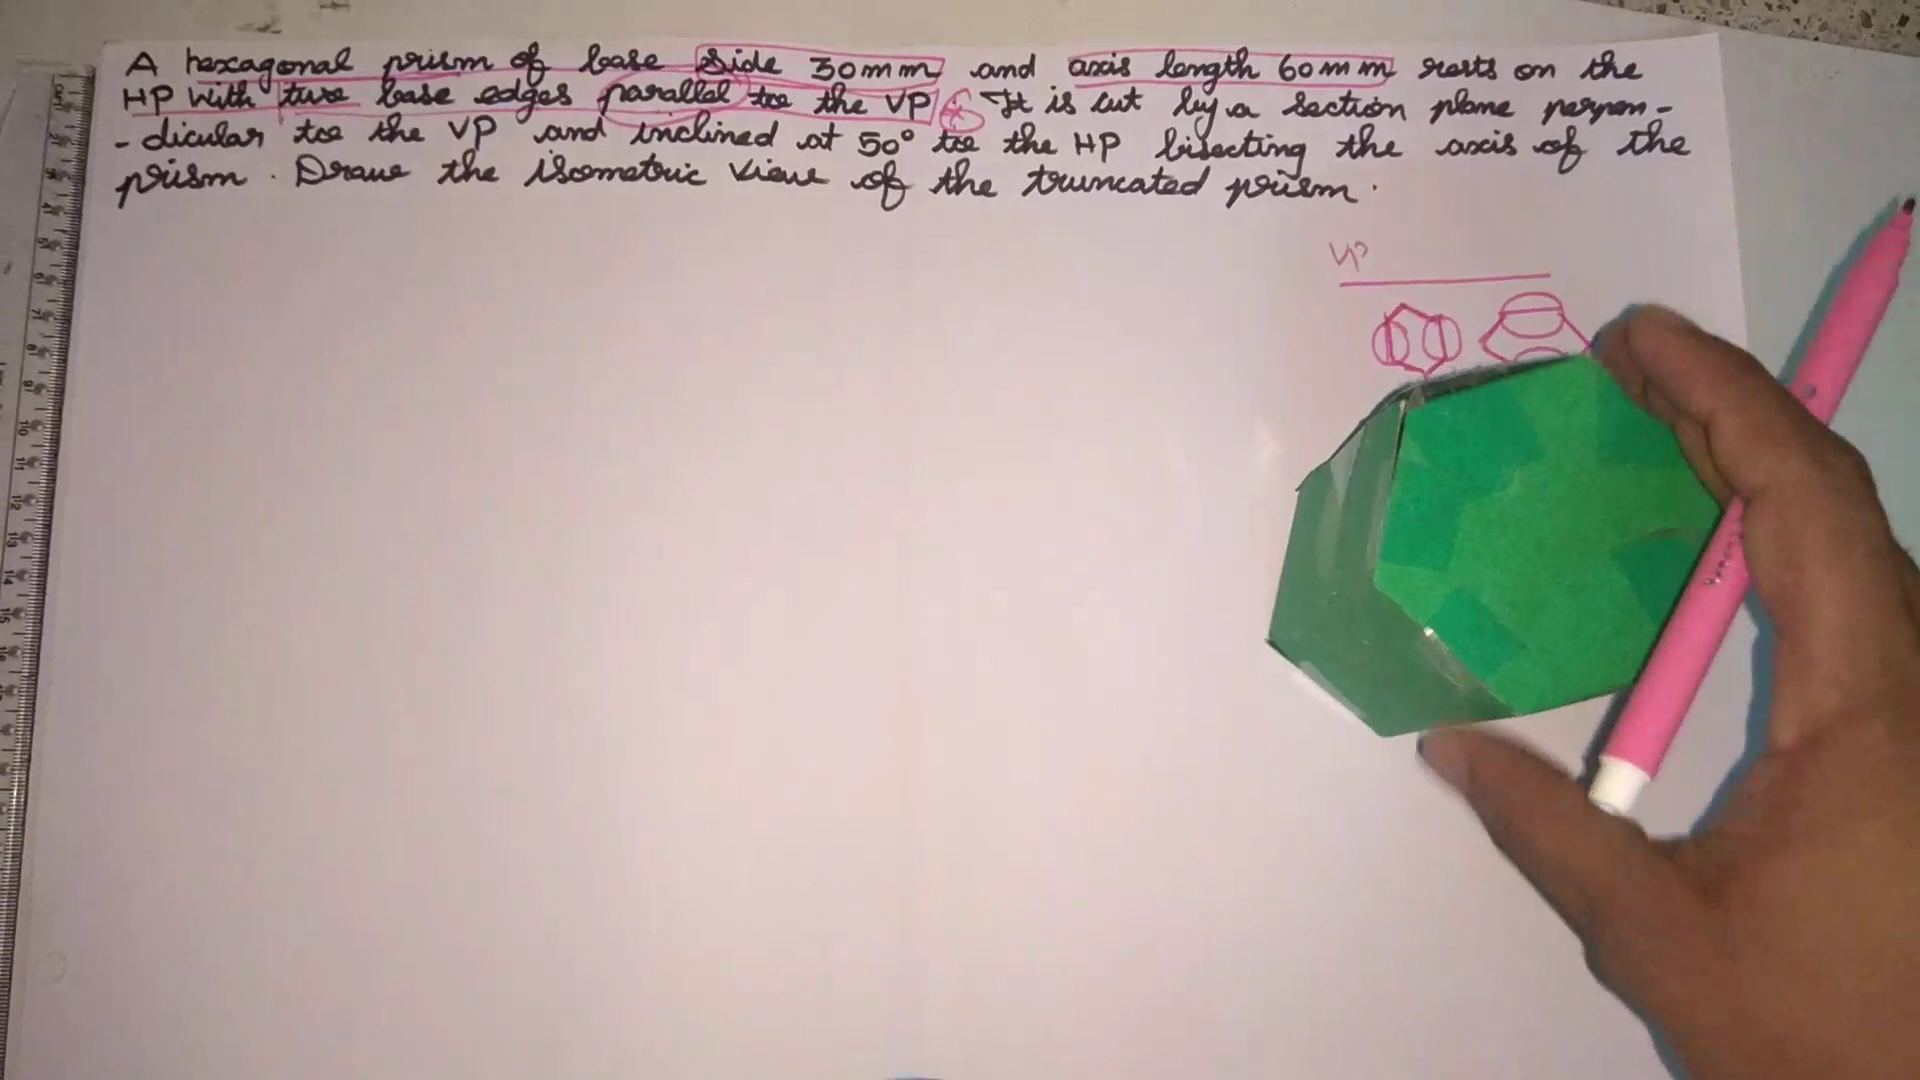 A hexagonal prism of base side 30mm and axis length 60mm rests on the
HP with two base edges parallel to the VP. It is cut by a section plane perpen-
-dicular to the VP and inclined at 50° to the HP bisecting the axis of the
prism. Draw the isometric view of the truncated prism.
VP